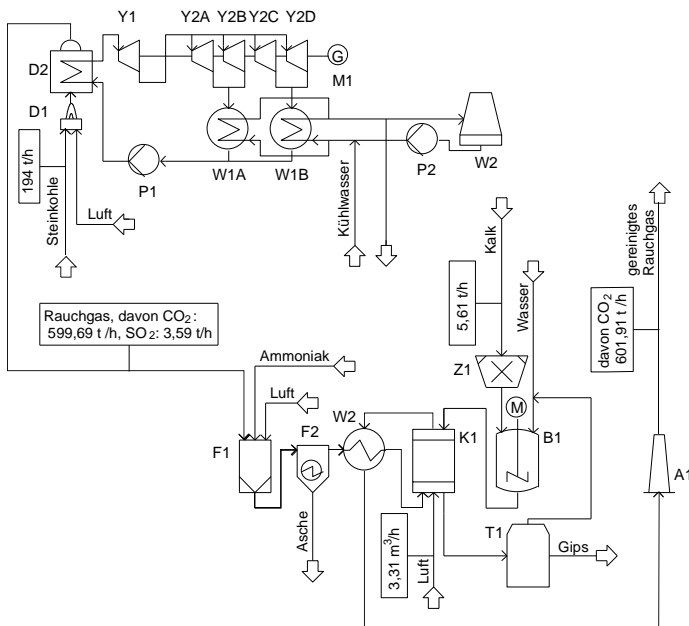 Y1
Y2A
Y2B
Y2C
Y2D
D2
G
M1
D1
194 t/h
Steinkohle
Luft
P1
W1A
W1B
Kühlwasser
P2
W2
Kalk
5,61 t/h
Wasser
gereinigtes
Rauchgas
davon CO2
601,91 t /h
Rauchgas, davon CO2:
599,69 t /h, SO2: 3,59 t/h
Ammoniak
Luft
Z1
M
F1
F2
W2
K1
B1
A1
Asche
3,31 m³/h
Luft
T1
Gips